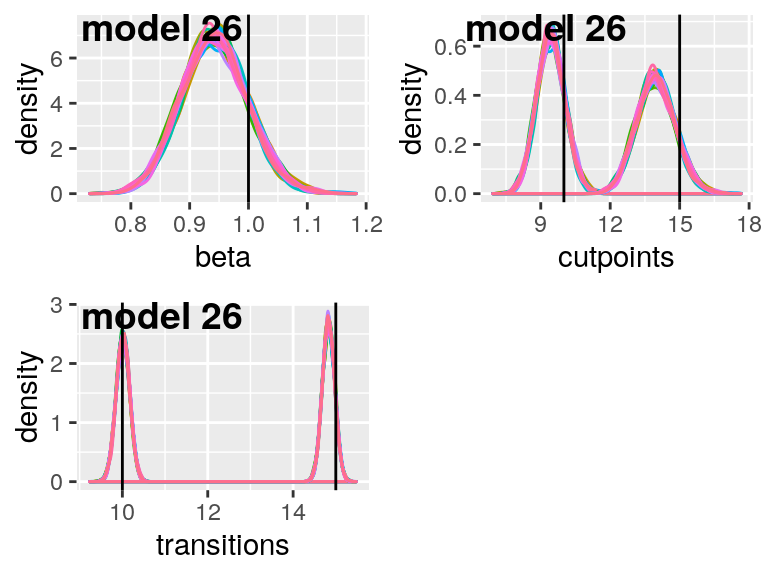 model 26
density
6
4
2
0
0.8 0.9 1.0 1.1 1.2
beta
model 26
density
0.6
0.4
0.2
0.0
9 12 15 18
cutpoints
model 26
density
3
2
1
0
10 12 14
transitions